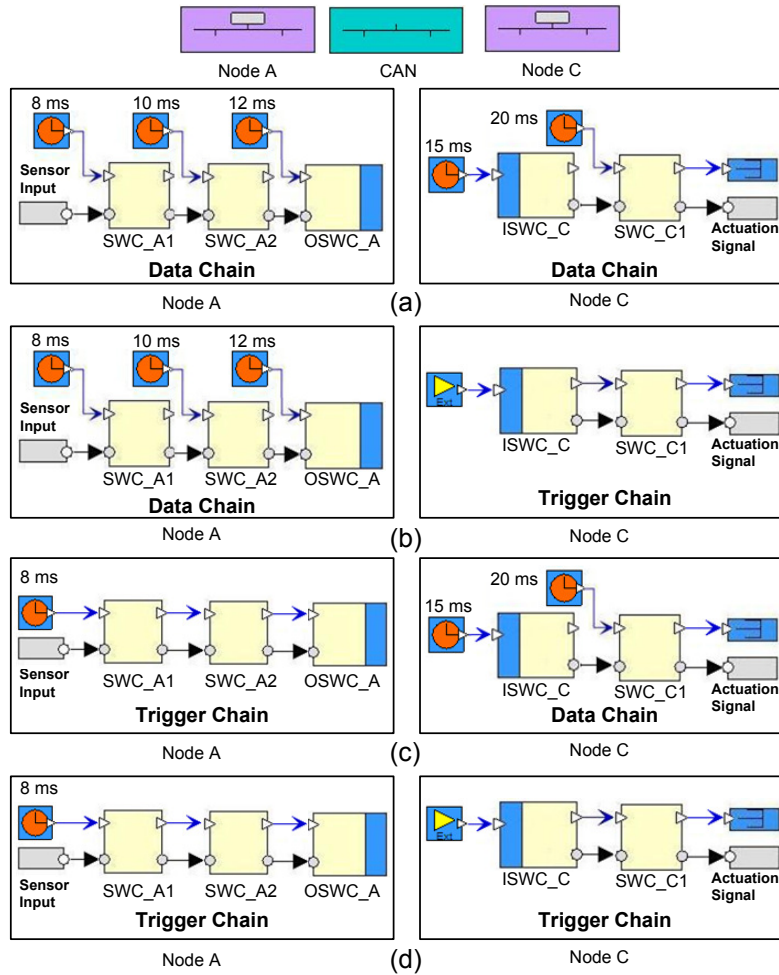 Node A
CAN
Node C
8 ms
10 ms
12 ms
Sensor
Input
SWC_A1
SWC_A2
OSWC_A
Data Chain
Node A
20 ms
15 ms
ISWC_C
SWC_C1
Actuation
Signal
Data Chain
Node C
(a)
8 ms
10 ms
12 ms
Sensor
Input
SWC_A1
SWC_A2
OSWC_A
Data Chain
Node A
Ext
ISWC_C
SWC_C1
Actuation
Signal
Trigger Chain
Node C
(b)
8 ms
Sensor
Input
SWC_A1
SWC_A2
OSWC_A
Trigger Chain
Node A
20 ms
15 ms
ISWC_C
SWC_C1
Actuation
Signal
Data Chain
Node C
(c)
8 ms
Sensor
Input
SWC_A1
SWC_A2
OSWC_A
Trigger Chain
Node A
Ext
ISWC_C
SWC_C1
Actuation
Signal
Trigger Chain
Node C
(d)